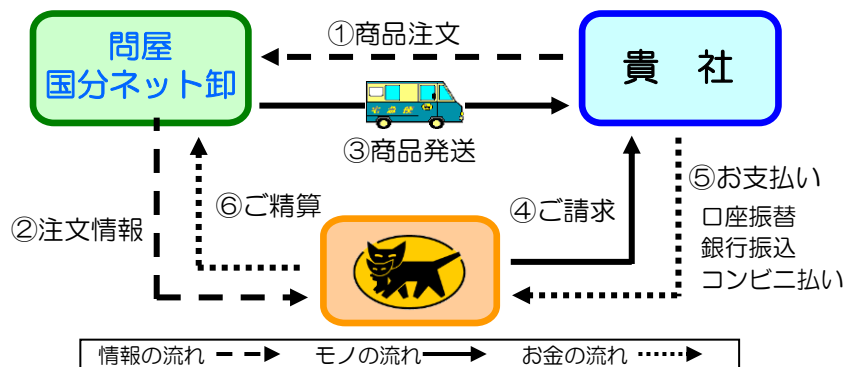 問屋
国分ネット卸
①商品注文
貴 社
③商品発送
②注文情報
⑥ご精算
④ご請求
⑤お支払い
口座振替
銀行振込
コンビニ払い
情報の流れ
モノの流れ
お金の流れ